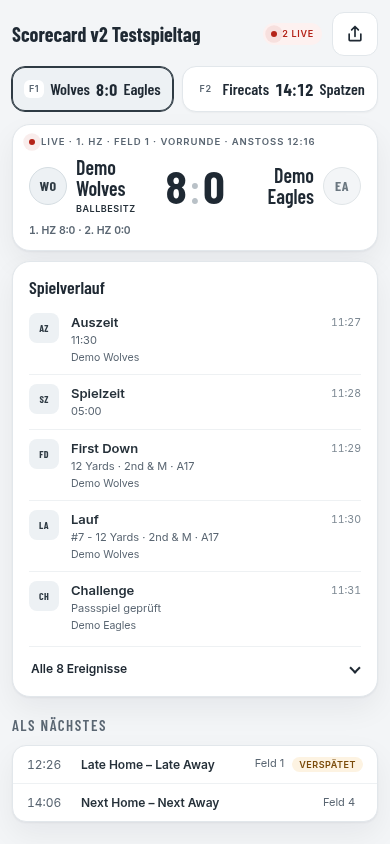 Scorecard v2 Testspieltag
2 LIVE
F1 Wolves 8:0 Eagles
F2 Firecats 14:12 Spatzen
LIVE · 1. HZ · FELD 1 · VORRUNDE · ANSTOSS 12:16
WO
Demo
Wolves
BALLBESITZ
8:0
Demo
Eagles
EA
1. HZ 8:0 · 2. HZ 0:0
Spielverlauf
AZ Auszeit 11:27
11:30
Demo Wolves
SZ Spielzeit 11:28
05:00
FD First Down 11:29
12 Yards · 2nd & M · A17
Demo Wolves
LA Lauf 11:30
#7 - 12 Yards · 2nd & M · A17
Demo Wolves
CH Challenge 11:31
Passspiel geprüft
Demo Eagles
Alle 8 Ereignisse
ALS NÄCHSTES
12:26 Late Home – Late Away Feld 1 VERSPÄTET
14:06 Next Home – Next Away Feld 4